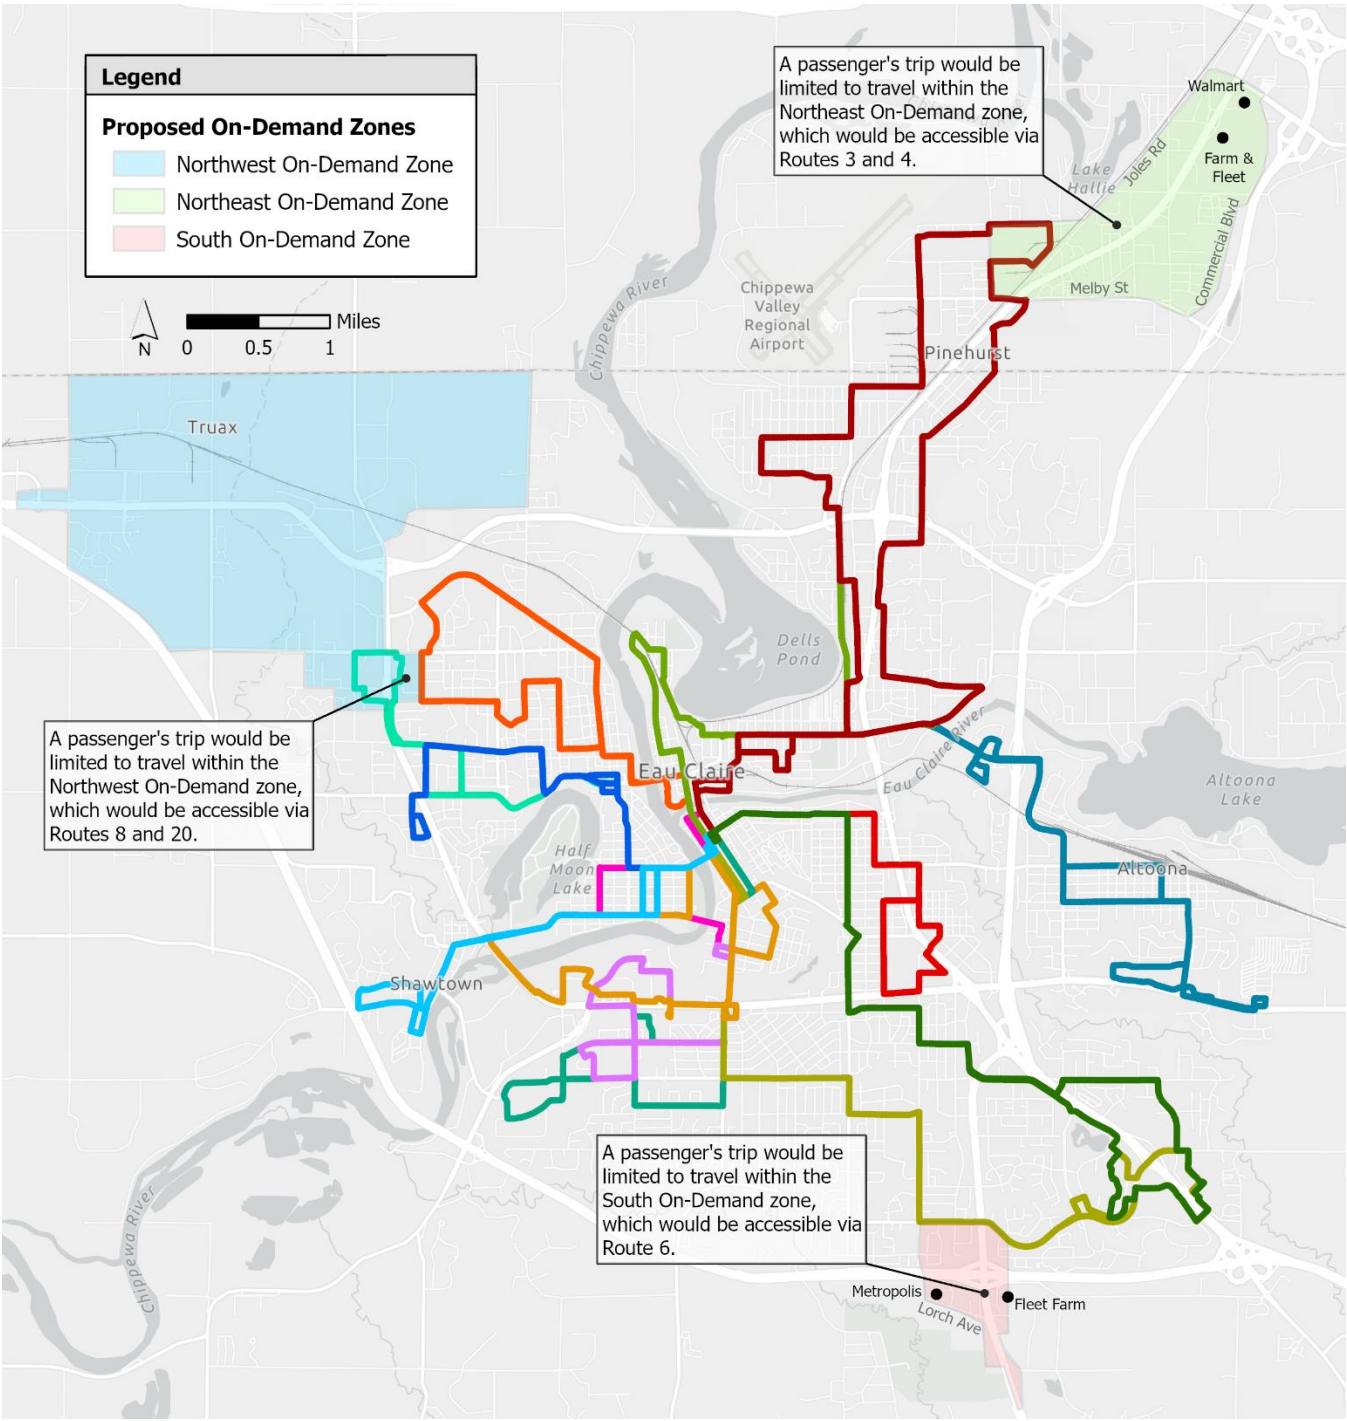 Legend
Proposed On-Demand Zones
Northwest On-Demand Zone
Northeast On-Demand Zone
South On-Demand Zone
Miles
N
0 0.5 1
A passenger's trip would be
limited to travel within the
Northeast On-Demand zone,
which would be accessible via
Routes 3 and 4.
Walmart
Farm &
Fleet
Joles Rd
Lake
Hallie
Commercial Blvd
Melby St
Chippewa River
Chippewa
Valley
Regional
Airport
Pinehurst
Truax
Dells
Pond
A passenger's trip would be
limited to travel within the
Northwest On-Demand zone,
which would be accessible via
Routes 8 and 20.
Eau Claire
Eau Claire River
Altoona
Lake
Half
Moon
Lake
Altoona
Shawtown
A passenger's trip would be
limited to travel within the
South On-Demand zone,
which would be accessible via
Route 6.
Chippewa River
Metropolis
Fleet Farm
Lorch Ave